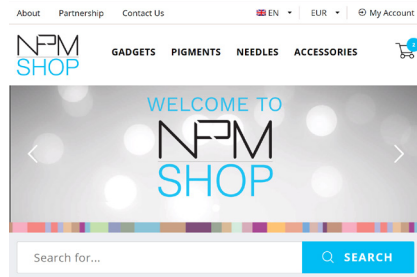 About Partnership Contact Us EN EUR My Account
NPM
SHOP
GADGETS PIGMENTS NEEDLES ACCESSORIES
WELCOME TO
NPM
SHOP
Search for...
SEARCH